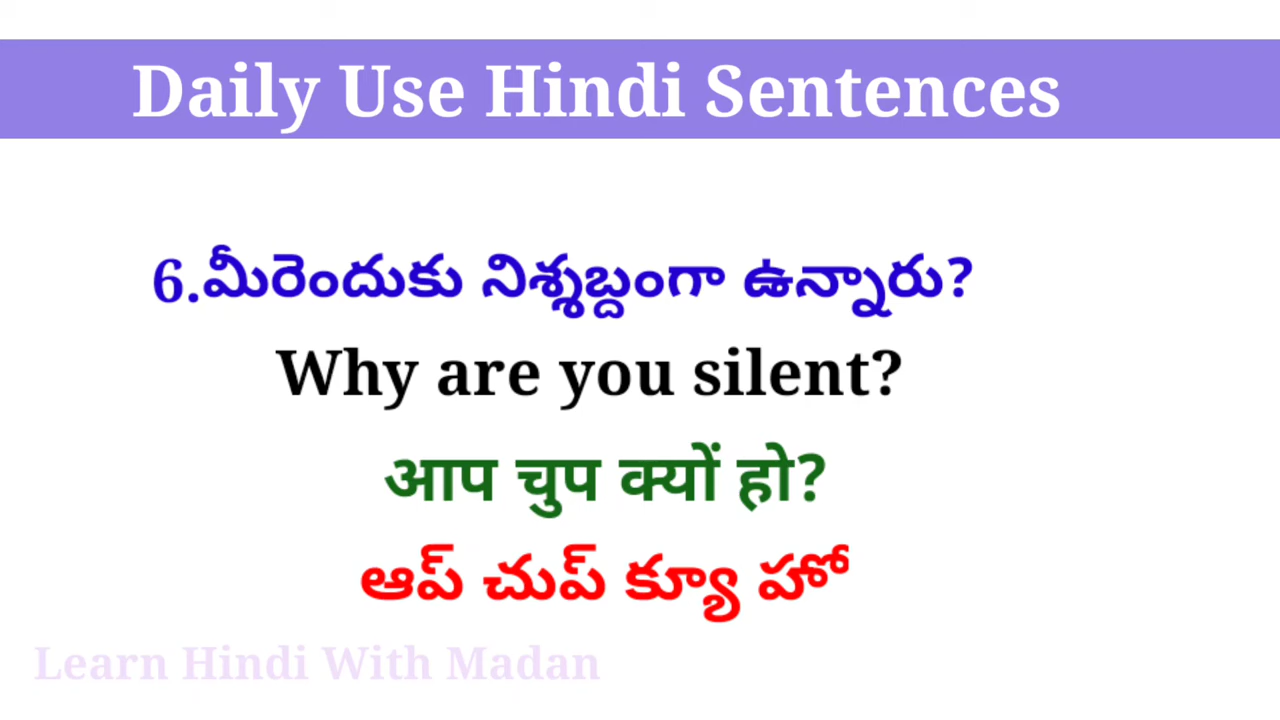 Daily Use Hindi Sentences
6.మీరెందుకు నిశ్శబ్దంగా ఉన్నారు?
Why are you silent?
आप चुप क्यों हो?
ఆప్ చుప్ క్యూ హో
Learn Hindi With Madan